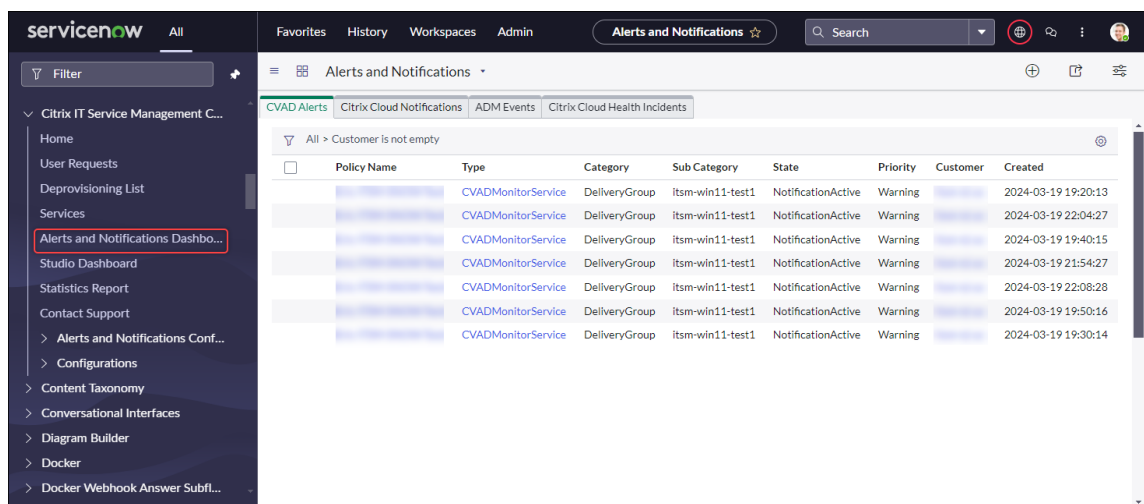 servicenow All Favorites History Workspaces Admin Alerts and Notifications Search
Filter
Alerts and Notifications
Citrix IT Service Management C...
Home
User Requests
Deprovisioning List
Services
Alerts and Notifications Dashbo...
Studio Dashboard
Statistics Report
Contact Support
Alerts and Notifications Conf...
Configurations
Content Taxonomy
Conversational Interfaces
Diagram Builder
Docker
Docker Webhook Answer Subfl...
CVAD Alerts Citrix Cloud Notifications ADM Events Citrix Cloud Health Incidents
All > Customer is not empty
Policy Name Type Category Sub Category State Priority Customer Created
CVADMonitorService DeliveryGroup itsm-win11-test1 NotificationActive Warning 2024-03-19 19:20:13
CVADMonitorService DeliveryGroup itsm-win11-test1 NotificationActive Warning 2024-03-19 22:04:27
CVADMonitorService DeliveryGroup itsm-win11-test1 NotificationActive Warning 2024-03-19 19:40:15
CVADMonitorService DeliveryGroup itsm-win11-test1 NotificationActive Warning 2024-03-19 21:54:27
CVADMonitorService DeliveryGroup itsm-win11-test1 NotificationActive Warning 2024-03-19 22:08:28
CVADMonitorService DeliveryGroup itsm-win11-test1 NotificationActive Warning 2024-03-19 19:50:16
CVADMonitorService DeliveryGroup itsm-win11-test1 NotificationActive Warning 2024-03-19 19:30:14